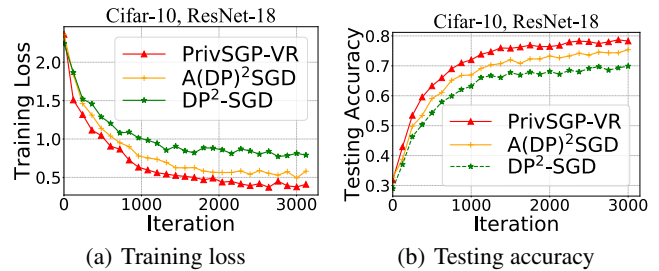 Cifar-10, ResNet-18
Training Loss
2.0
1.5
1.0
0.5
PrivSGP-VR
A(DP)²SGD
DP²-SGD
0 1000 2000 3000
Iteration
(a) Training loss
Cifar-10, ResNet-18
Testing Accuracy
0.8
0.7
0.6
0.5
0.4
0.3
PrivSGP-VR
A(DP)²SGD
DP²-SGD
0 1000 2000 3000
Iteration
(b) Testing accuracy